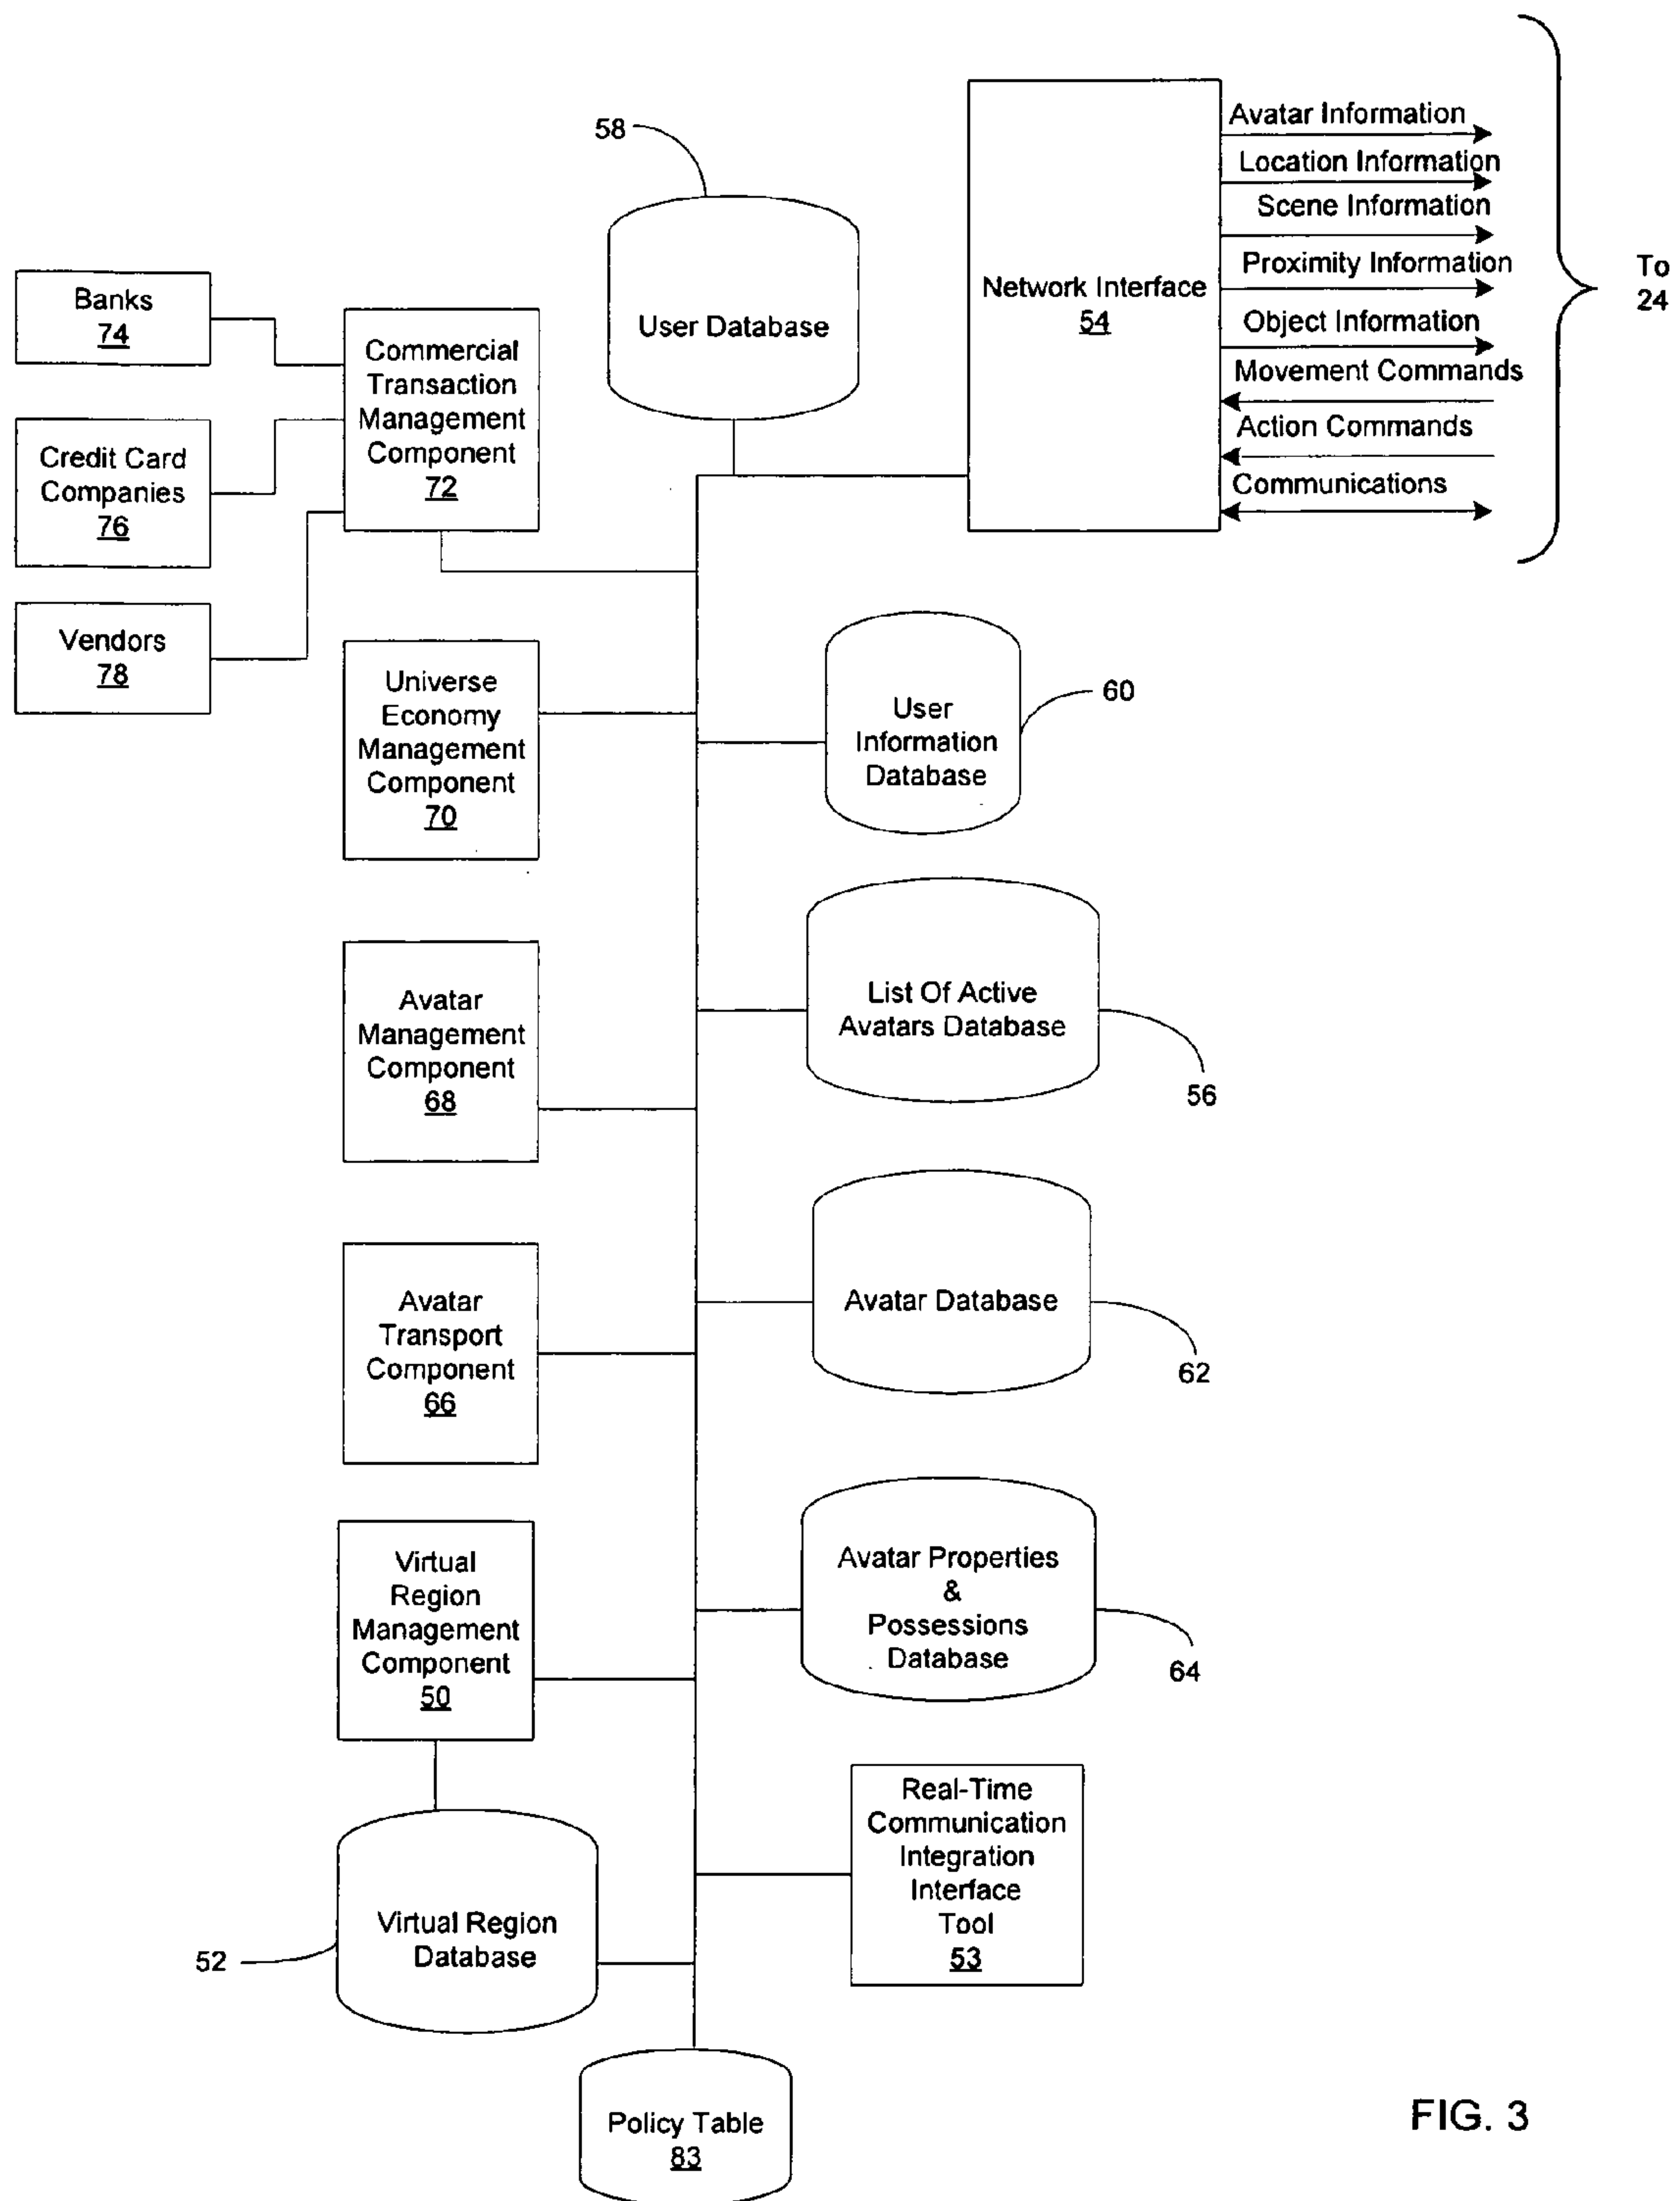 58
User Database
Network Interface
54
Avatar Information
Location Information
Scene Information
Proximity Information
Object Information
Movement Commands
Action Commands
Communications
To
24
Banks
74
Credit Card
Companies
76
Vendors
78
Commercial
Transaction
Management
Component
72
Universe
Economy
Management
Component
70
User
Information
Database
60
List Of Active
Avatars Database
56
Avatar
Management
Component
68
Avatar Database
62
Avatar
Transport
Component
66
Avatar Properties
&
Possessions
Database
64
Virtual
Region
Management
Component
50
Real-Time
Communication
Integration
Interface
Tool
53
Virtual Region
Database
52
Policy Table
83
FIG. 3